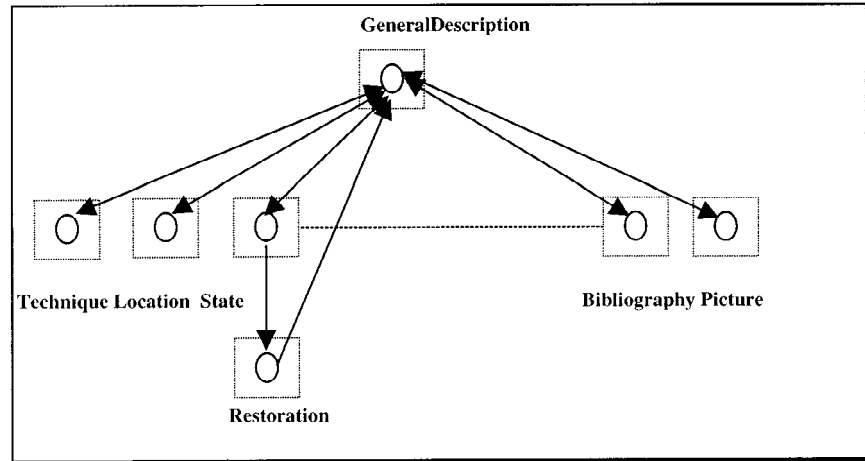 GeneralDescription
Technique Location State
Bibliography Picture
Restoration